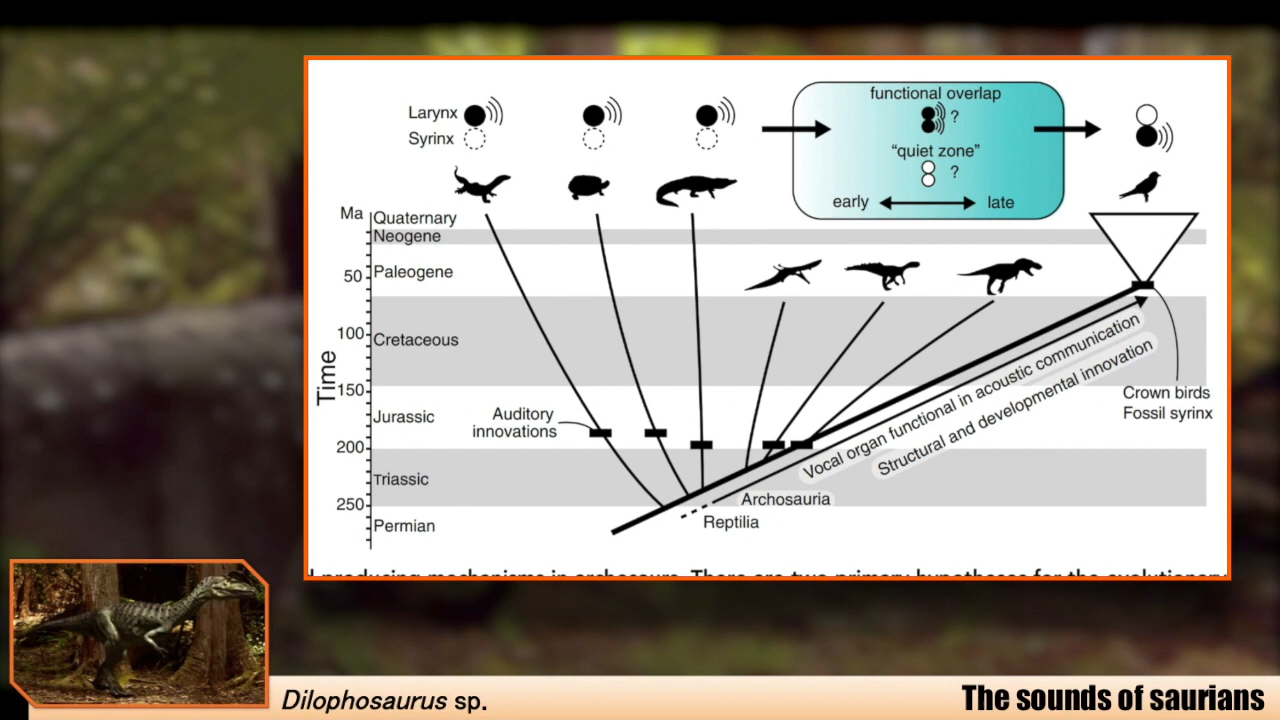 Larynx
Syrinx
functional overlap
?
“quiet zone”
?
early
late
Ma
Quaternary
Neogene
50
Paleogene
100
Cretaceous
Time
150
Jurassic
Auditory
innovations
200
Triassic
250
Permian
Vocal organ functional in acoustic communication
Structural and developmental innovation
Crown birds
Fossil syrinx
Archosauria
Reptilia
Dilophosaurus sp.
The sounds of saurians